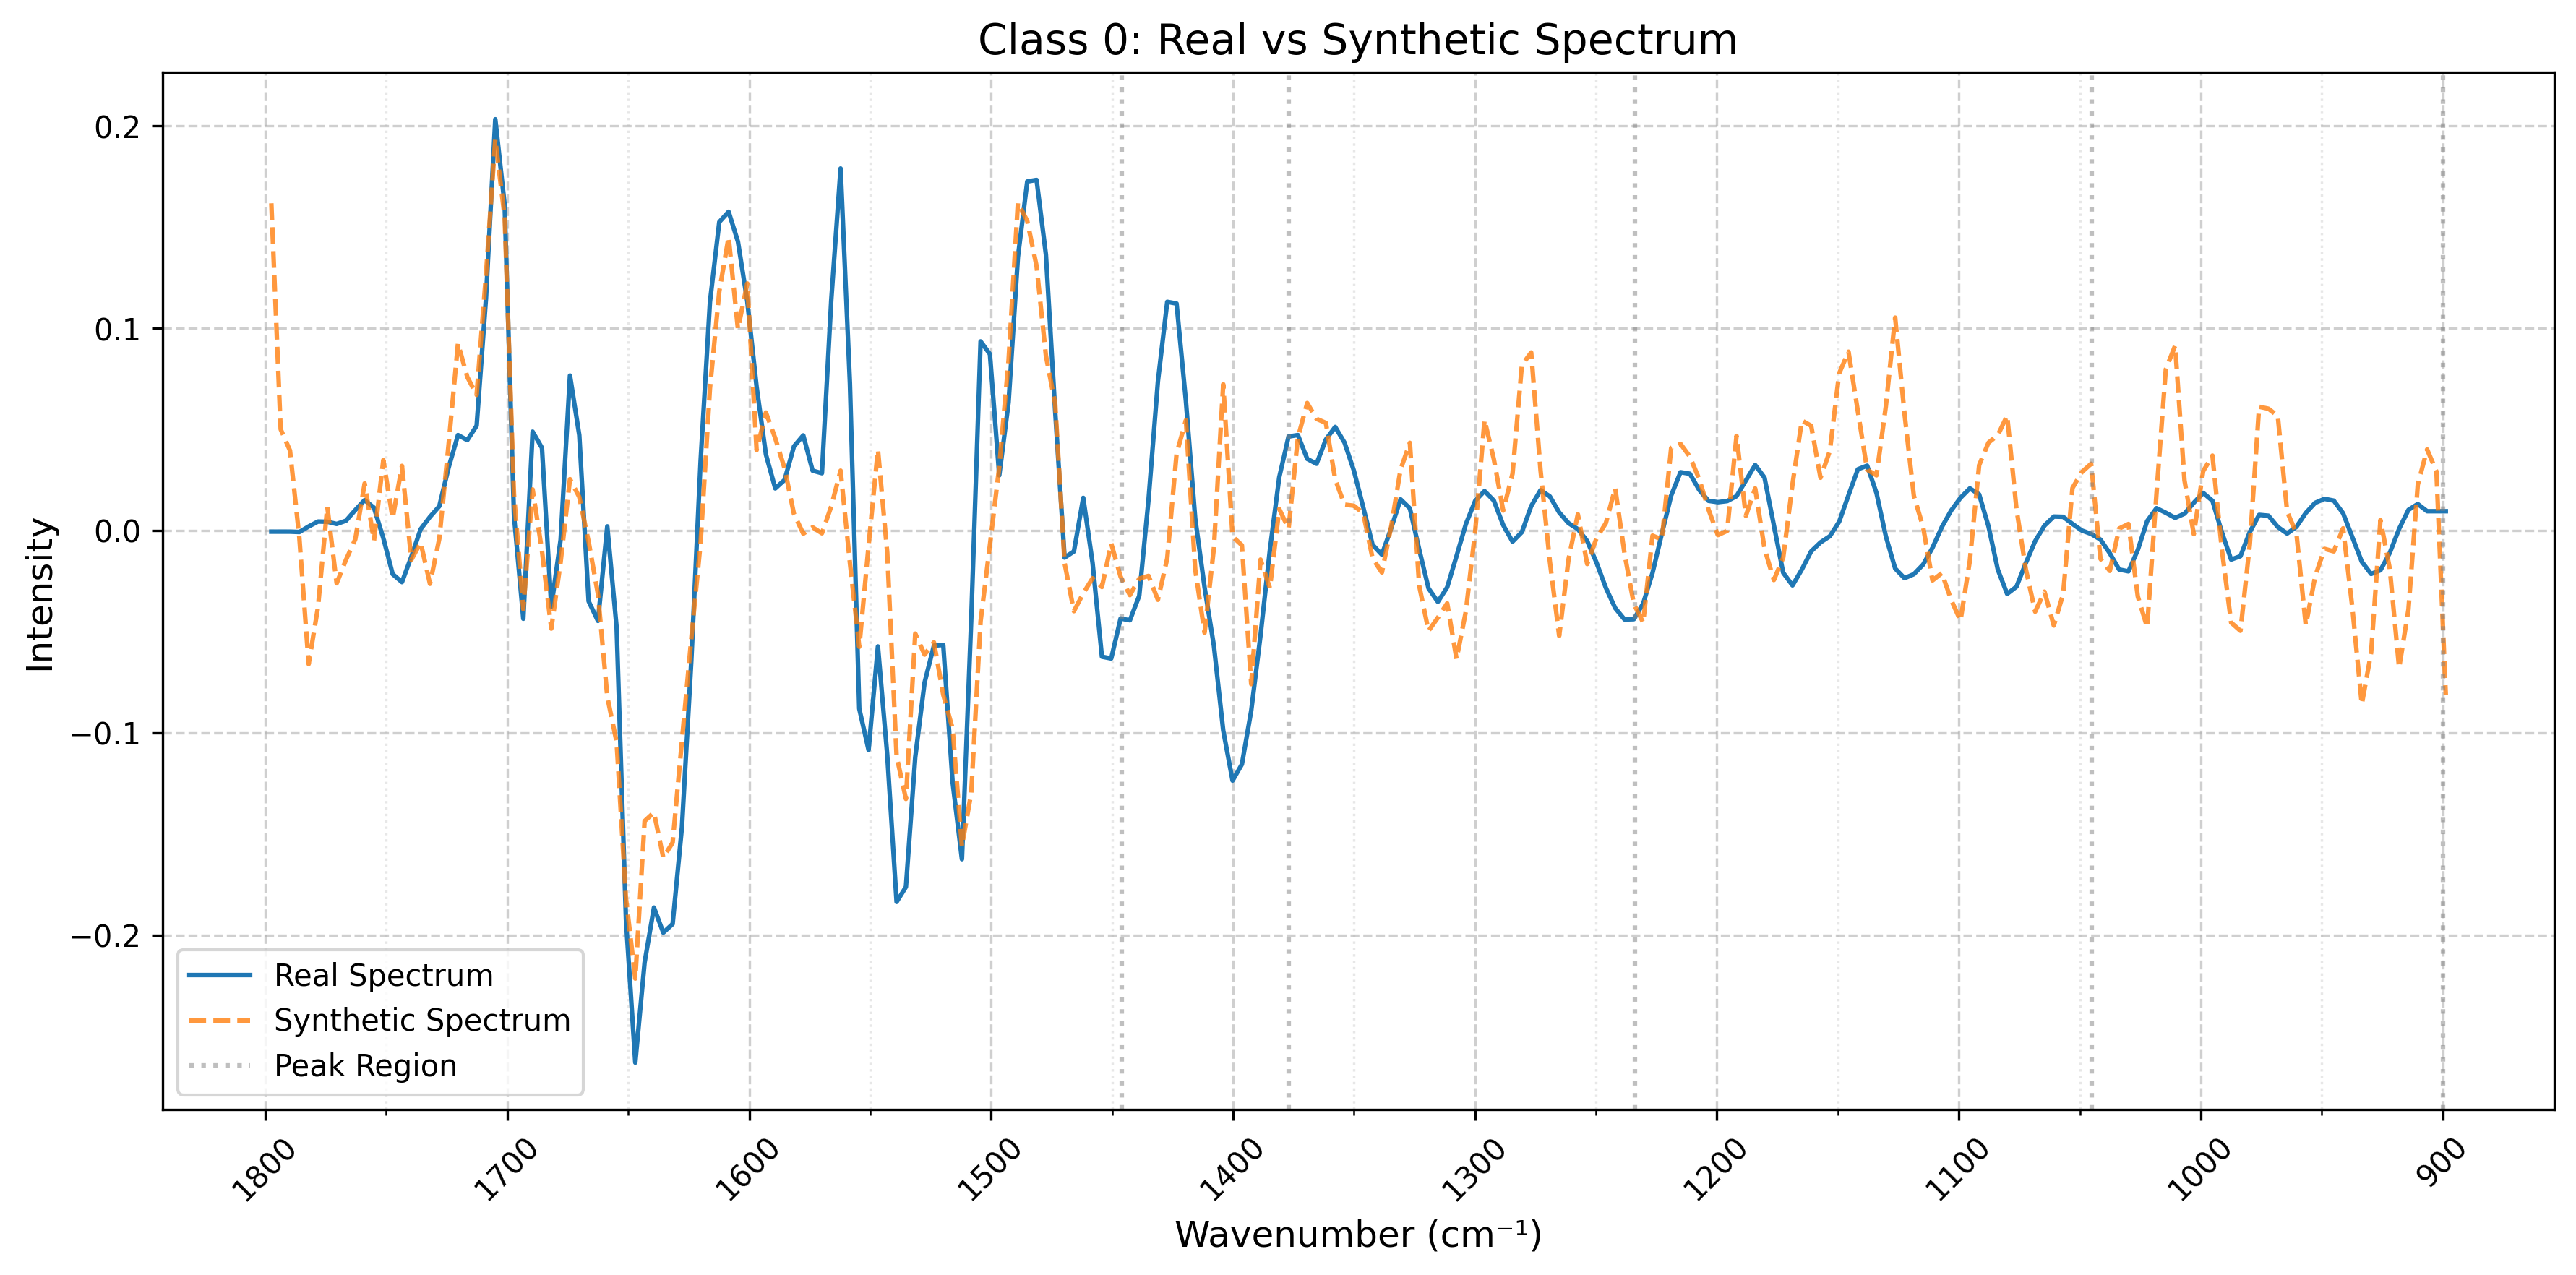 Class 0: Real vs Synthetic Spectrum
Intensity
0.2
0.1
0.0
−0.1
−0.2
Real Spectrum
Synthetic Spectrum
Peak Region
1800
1700
1600
1500
1400
1300
1200
1100
1000
900
Wavenumber (cm⁻¹)